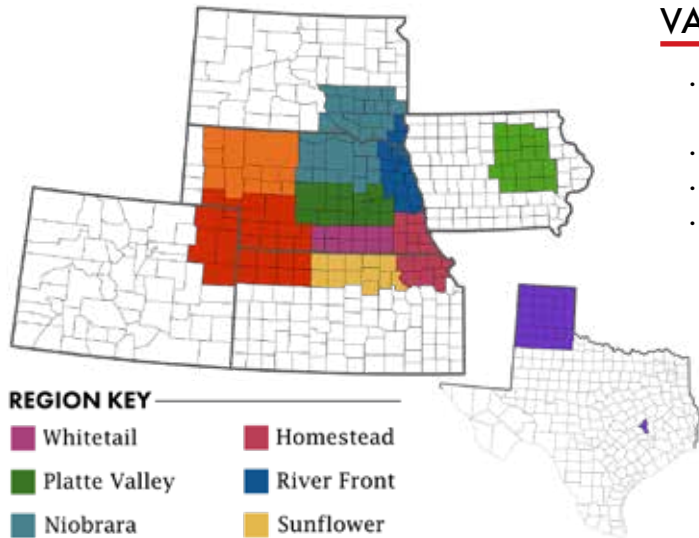 VA
REGION KEY
Whitetail
Homestead
Platte Valley
River Front
Niobrara
Sunflower